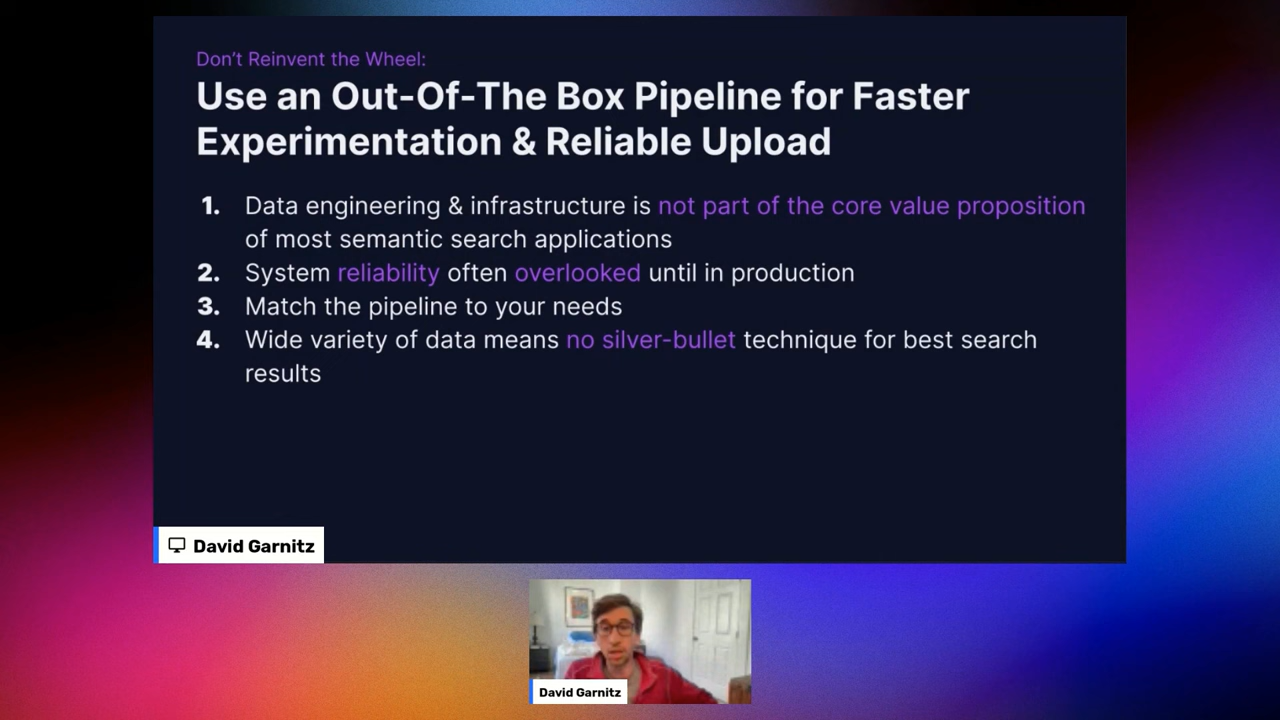 Don’t Reinvent the Wheel:
Use an Out-Of-The Box Pipeline for Faster
Experimentation & Reliable Upload
1. Data engineering & infrastructure is not part of the core value proposition
of most semantic search applications
2. System reliability often overlooked until in production
3. Match the pipeline to your needs
4. Wide variety of data means no silver-bullet technique for best search
results
David Garnitz
David Garnitz